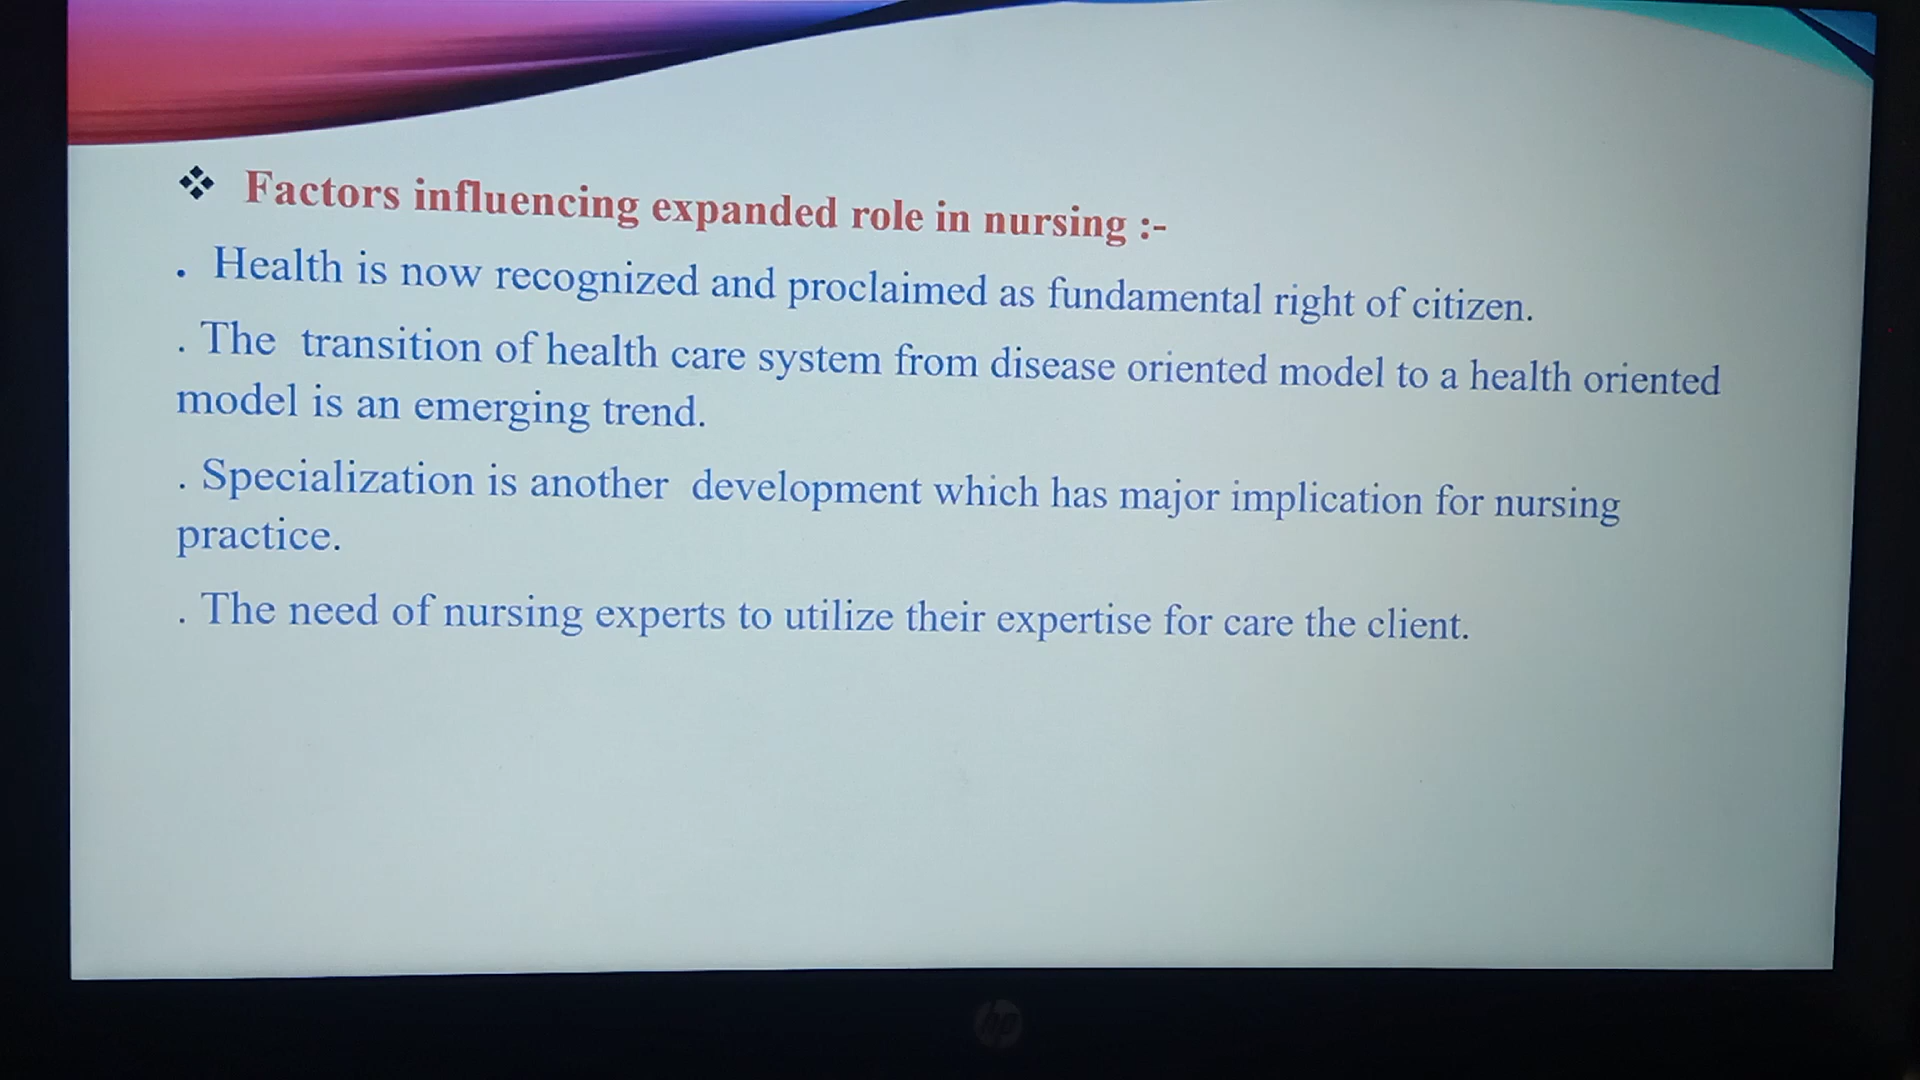 ❖ Factors influencing expanded role in nursing :-
. Health is now recognized and proclaimed as fundamental right of citizen.
. The transition of health care system from disease oriented model to a health oriented
model is an emerging trend.
. Specialization is another development which has major implication for nursing
practice.
. The need of nursing experts to utilize their expertise for care the client.
hp